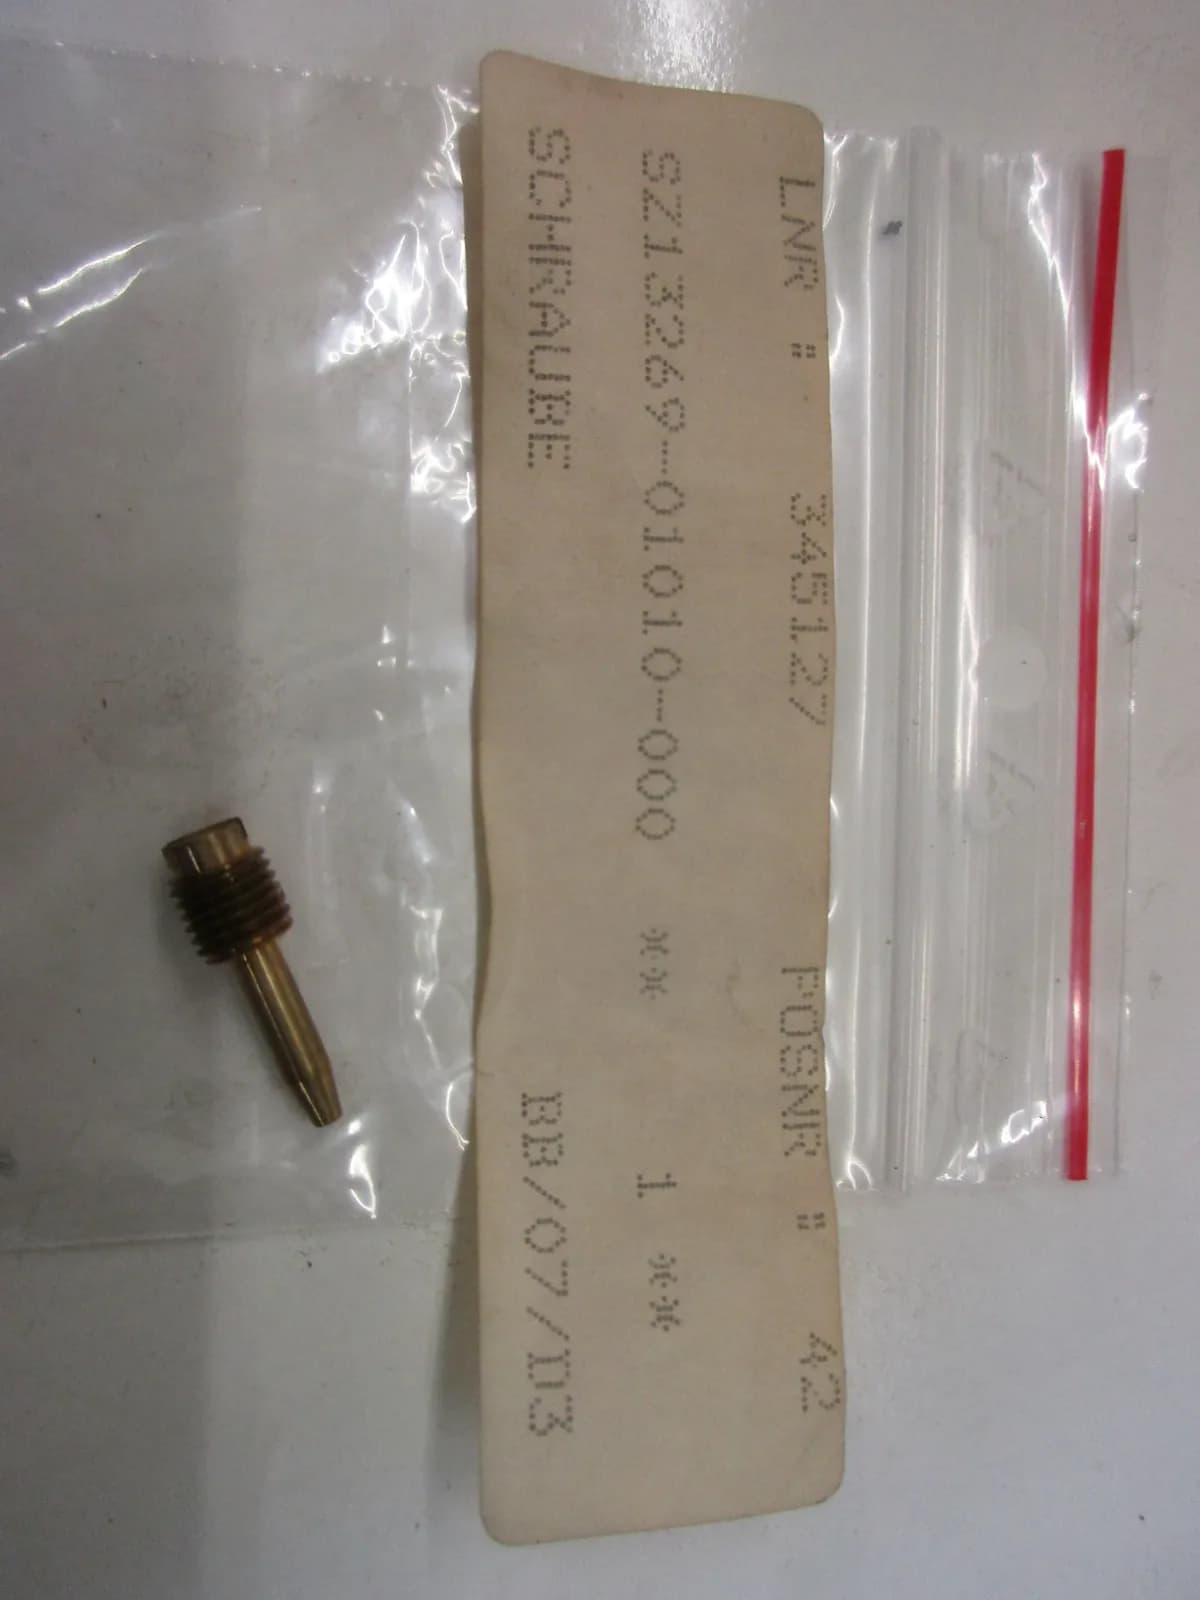 LNR : 345127 POSNR : 42
SZ13269-01010-000 ** 1 **
SCHRAUBE BB/07/D3